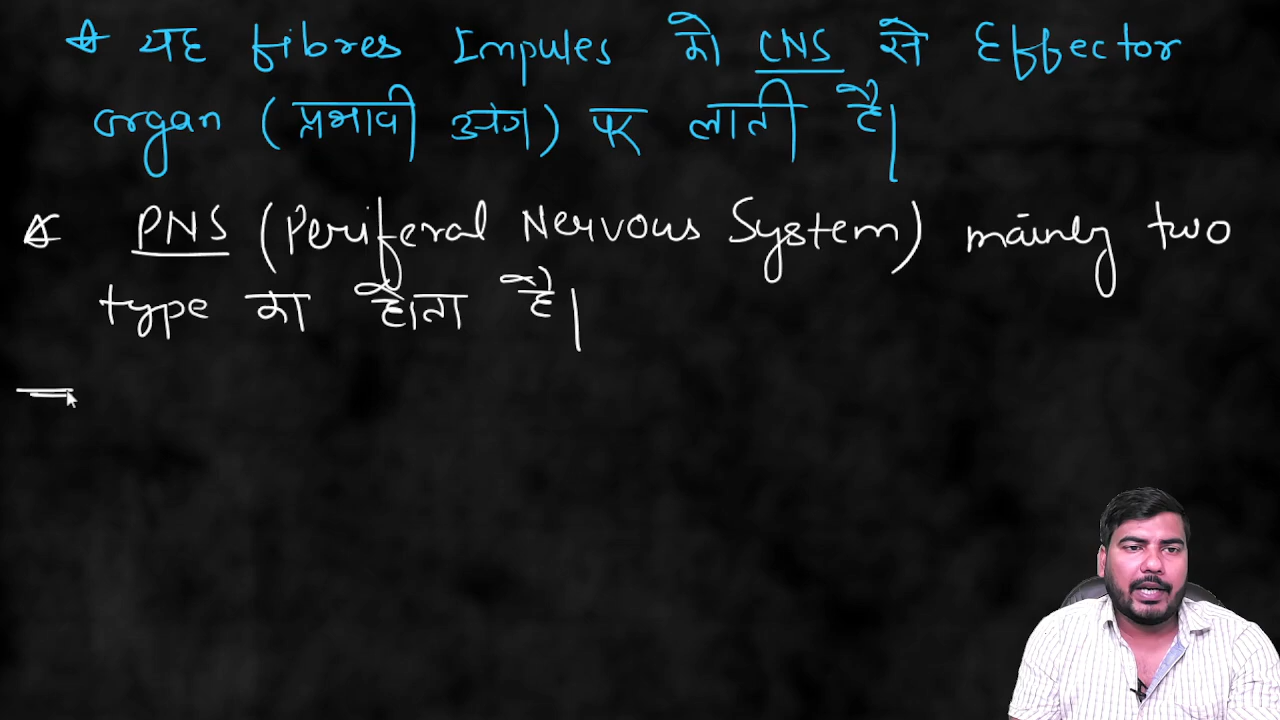 ☆ यह fibres Impules को CNS से Effector
organ (प्रभावी अंग) पर लाती है।
☆ PNS (Periferal Nervous System) mainly two
type का होता है।